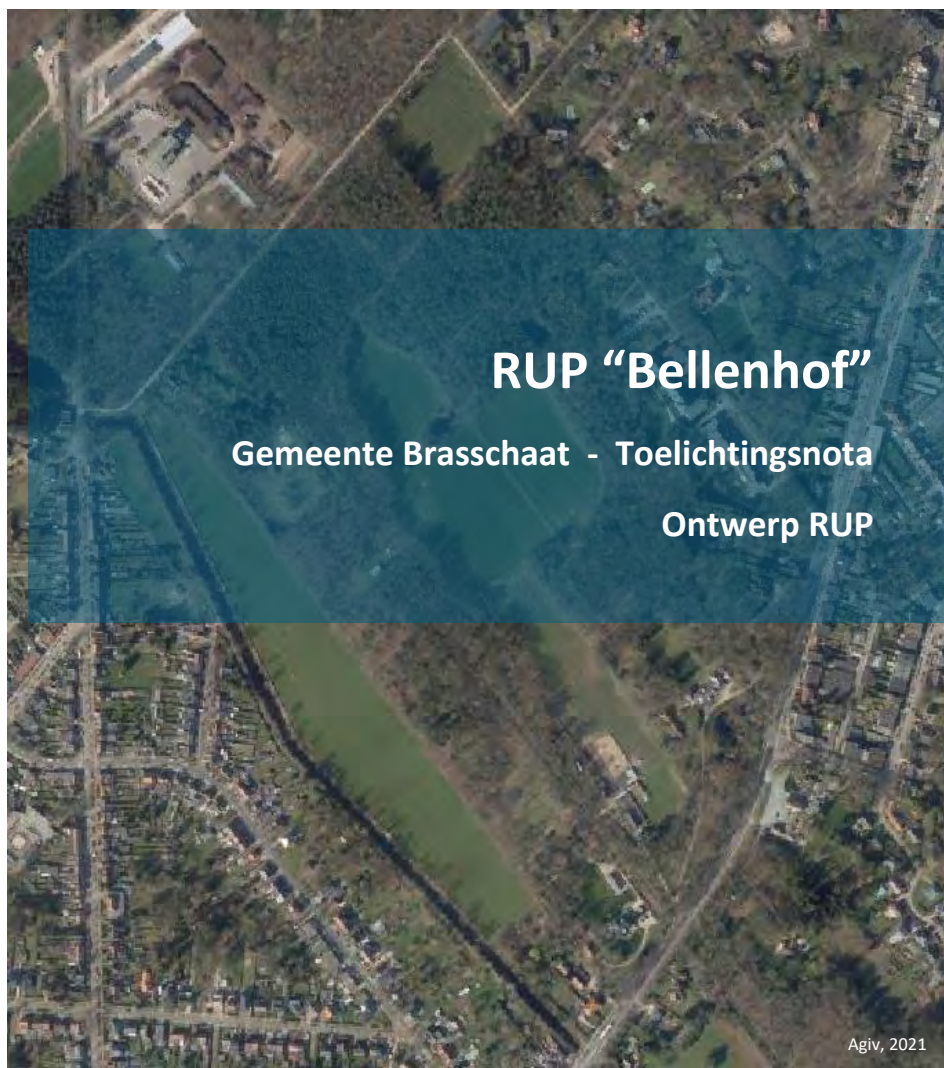 RUP “Bellenhof”
Gemeente Brasschaat - Toelichtingsnota
Ontwerp RUP
Agiv, 2021